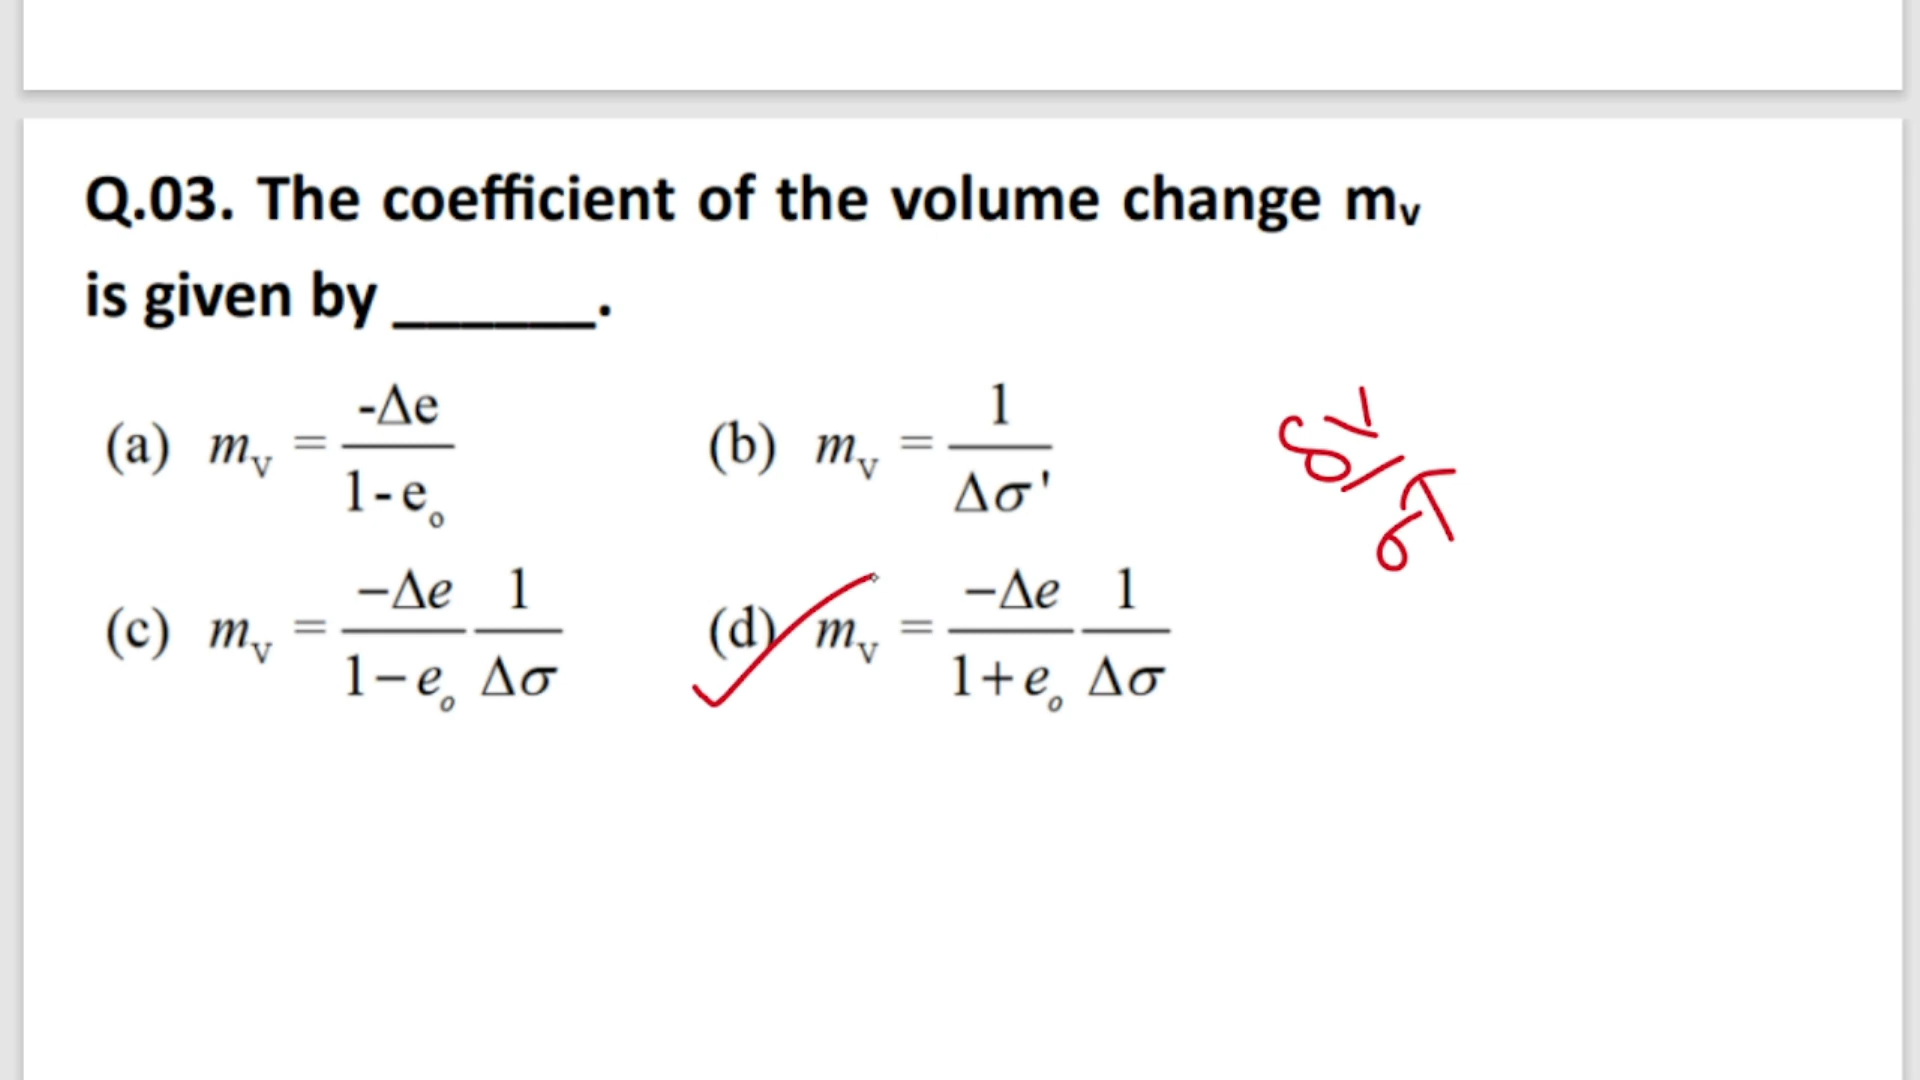 Q.03. The coefficient of the volume change mᵥ
is given by ______.
(a) mᵥ = -Δe / 1-eₒ (b) mᵥ = 1 / Δσ'
(c) mᵥ = −Δe / 1−eₒ 1 / Δσ (d) mᵥ = −Δe / 1+eₒ 1 / Δσ